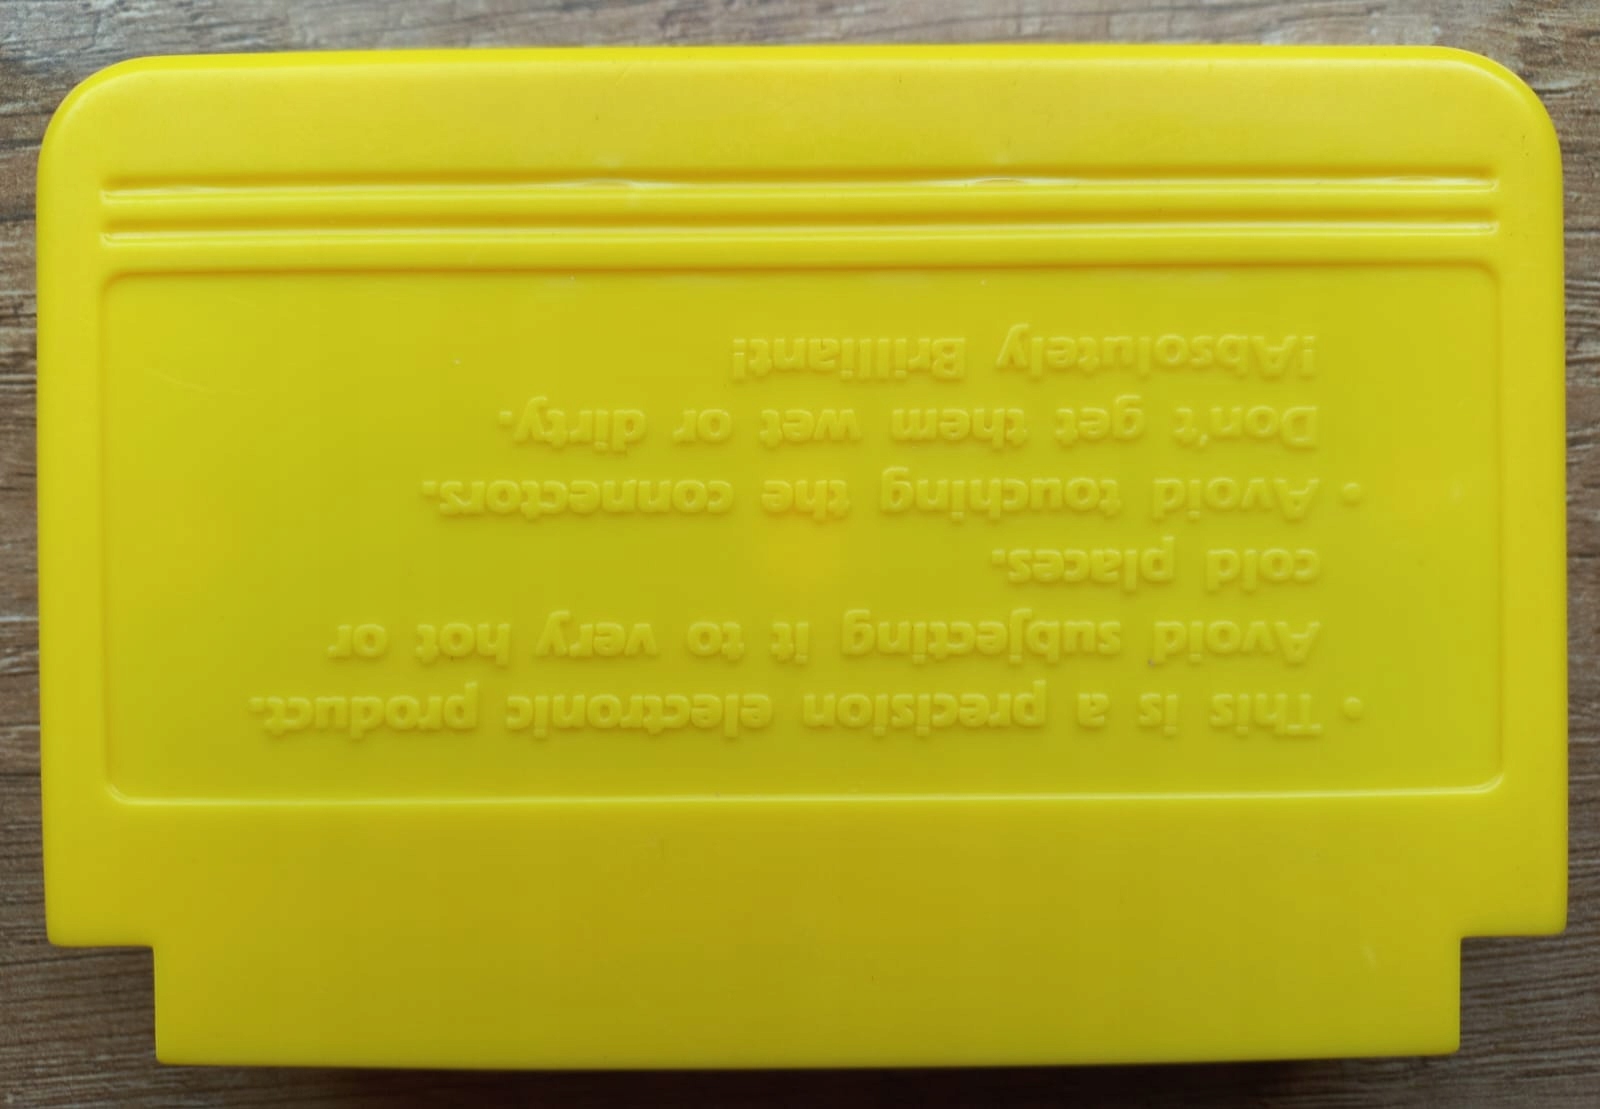 • This is a precision electronic product.
Avoid subjecting it to very hot or
cold places.
• Avoid touching the connectors.
Don't get them wet or dirty.
!Absolutely Brilliant!